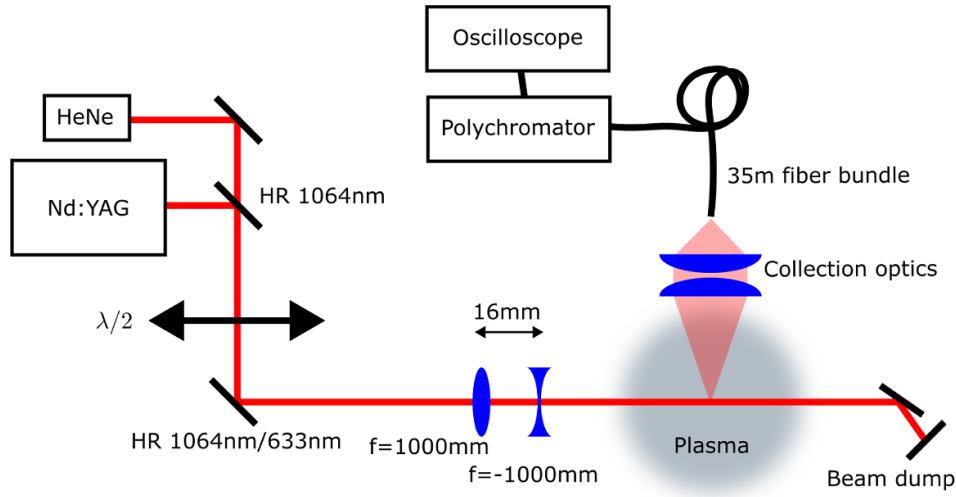 Oscilloscope
HeNe
Polychromator
35m fiber bundle
HR 1064nm
Nd:YAG
Collection optics
16mm
λ/2
HR 1064nm/633nm
f=1000mm
f=-1000mm
Plasma
Beam dump